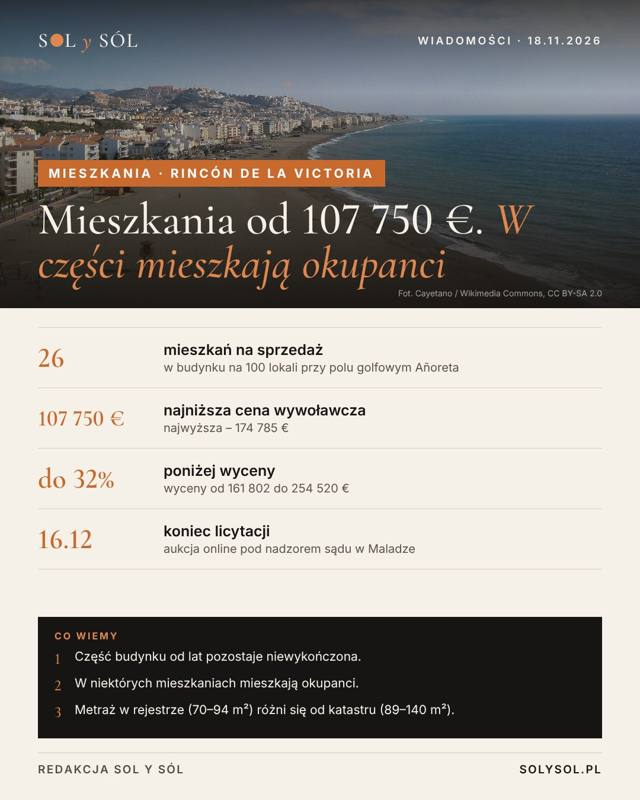 SOL y SÓL
WIADOMOŚCI · 18.11.2026
MIESZKANIA · RINCÓN DE LA VICTORIA
Mieszkania od 107 750 €. W
części mieszkają okupanci
Fot. Cayetano / Wikimedia Commons, CC BY-SA 2.0
26
mieszkań na sprzedaż
w budynku na 100 lokali przy polu golfowym Añoreta
107 750 €
najniższa cena wywoławcza
najwyższa – 174 785 €
do 32%
poniżej wyceny
wyceny od 161 802 do 254 520 €
16.12
koniec licytacji
aukcja online pod nadzorem sądu w Maladze
CO WIEMY
1 Część budynku od lat pozostaje niewykończona.
2 W niektórych mieszkaniach mieszkają okupanci.
3 Metraż w rejestrze (70–94 m²) różni się od katastru (89–140 m²).
REDAKCJA SOL Y SÓL
SOLYSOL.PL